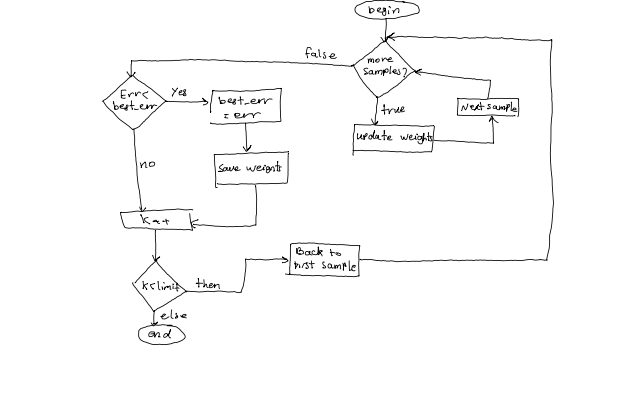 begin
false
more
samples?
Err<
best_err
Yes
best_err
= err
true
Next sample
update weights
no
save weights
K++
Back to
first sample
K<limit
then
else
end